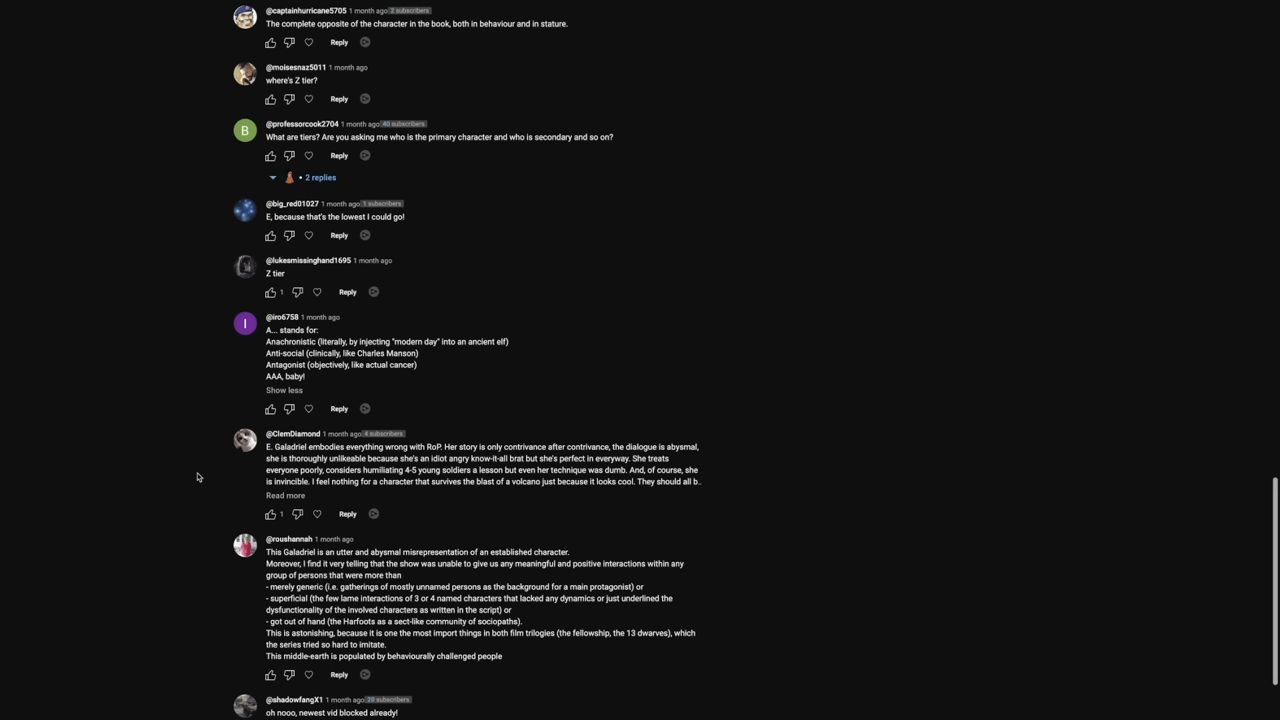 @captainhurricane5705 1 month ago 2 subscribers
The complete opposite of the character in the book, both in behaviour and in stature.
Reply
@moisesnaz5011 1 month ago
where's Z tier?
Reply
B
@professorcook2704 1 month ago 40 subscribers
What are tiers? Are you asking me who is the primary character and who is secondary and so on?
Reply
• 2 replies
@big_red01027 1 month ago 1 subscribers
E, because that's the lowest I could go!
Reply
@lukesmissinghand1695 1 month ago
Z tier
1 Reply
I
@iro6758 1 month ago
A... stands for:
Anachronistic (literally, by injecting "modern day" into an ancient elf)
Anti-social (clinically, like Charles Manson)
Antagonist (objectively, like actual cancer)
AAA, baby!
Show less
Reply
@ClemDiamond 1 month ago 4 subscribers
E. Galadriel embodies everything wrong with RoP. Her story is only contrivance after contrivance, the dialogue is abysmal,
she is thoroughly unlikeable because she's an idiot angry know-it-all brat but she's perfect in everyway. She treats
everyone poorly, considers humiliating 4-5 young soldiers a lesson but even her technique was dumb. And, of course, she
is invincible. I feel nothing for a character that survives the blast of a volcano just because it looks cool. They should all b..
Read more
1 Reply
@roushannah 1 month ago
This Galadriel is an utter and abysmal misrepresentation of an established character.
Moreover, I find it very telling that the show was unable to give us any meaningful and positive interactions within any
group of persons that were more than
- merely generic (i.e. gatherings of mostly unnamed persons as the background for a main protagonist) or
- superficial (the few lame interactions of 3 or 4 named characters that lacked any dynamics or just underlined the
dysfunctionality of the involved characters as written in the script) or
- got out of hand (the Harfoots as a sect-like community of sociopaths).
This is astonishing, because it is one the most import things in both film trilogies (the fellowship, the 13 dwarves), which
the series tried so hard to imitate.
This middle-earth is populated by behaviourally challenged people
Reply
@shadowfangX1 1 month ago 20 subscribers
oh nooo, newest vid blocked already!